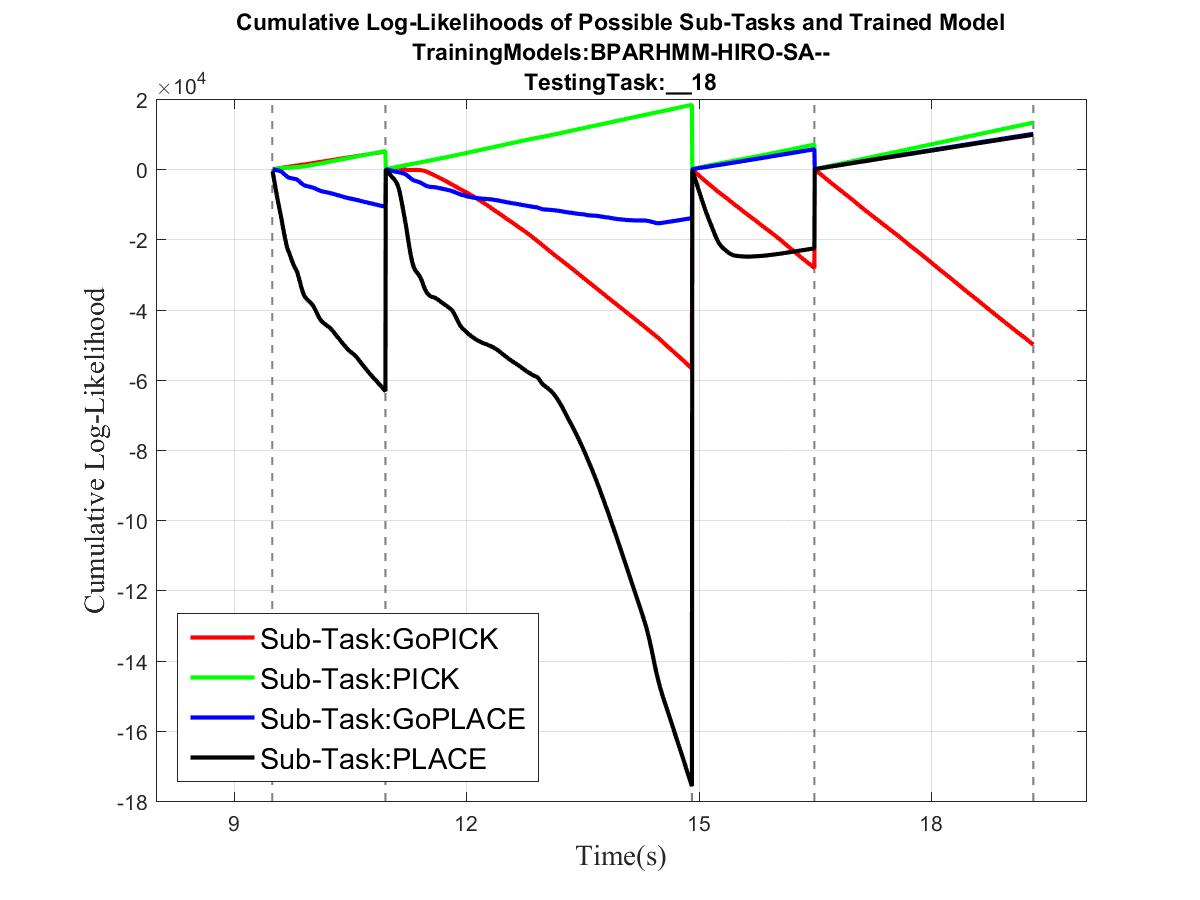 Cumulative Log-Likelihoods of Possible Sub-Tasks and Trained Model
TrainingModels:BPARHMM-HIRO-SA--
TestingTask:__18
×10^4
2
0
-2
-4
-6
-8
-10
-12
-14
-16
-18
Cumulative Log-Likelihood
Sub-Task:GoPICK
Sub-Task:PICK
Sub-Task:GoPLACE
Sub-Task:PLACE
9 12 15 18
Time(s)